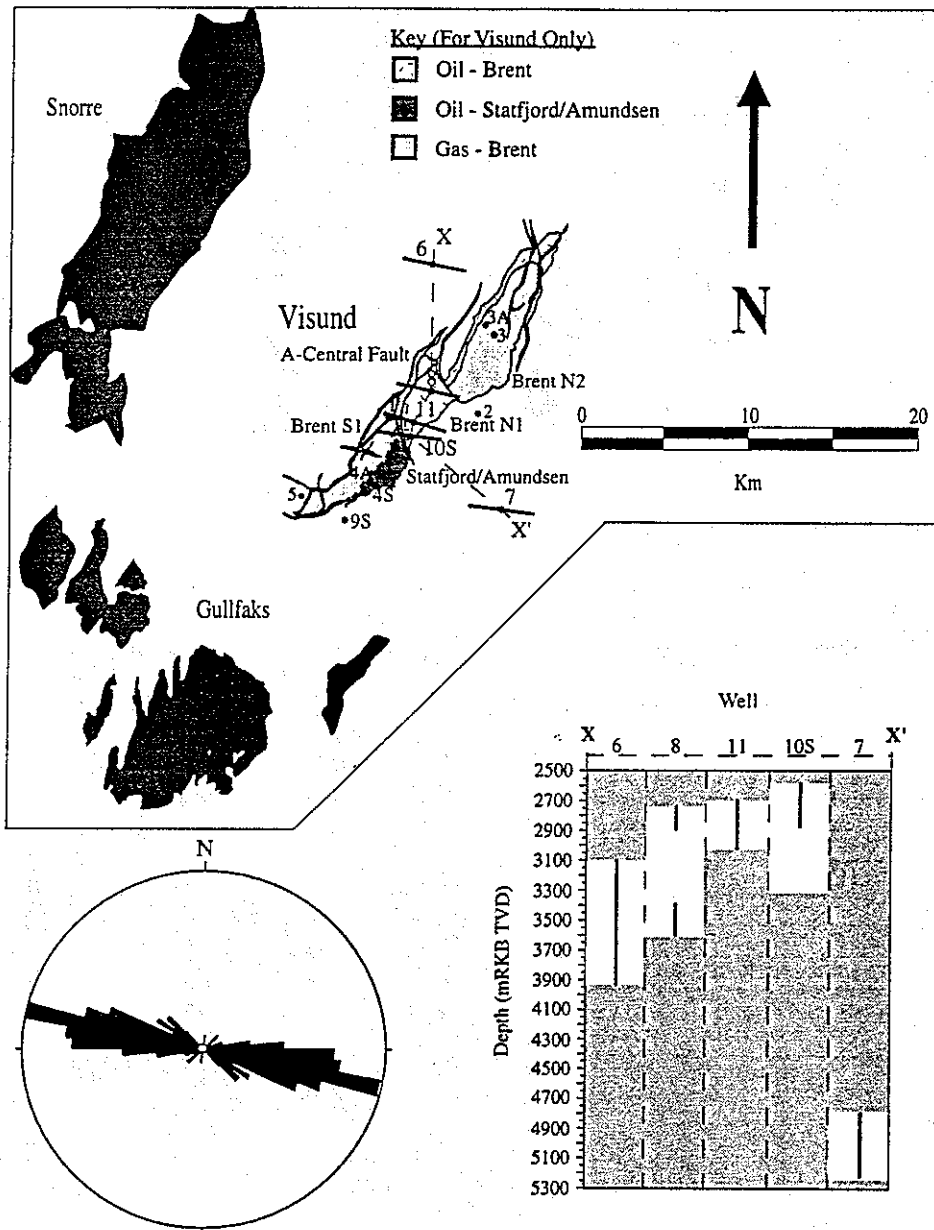 Key (For Visund Only)
Oil - Brent
Oil - Statfjord/Amundsen
Gas - Brent
Snorre
N
6
X
Visund
3A
3
A-Central Fault
Brent N2
11
2
Brent S1
Brent N1
10S
4A
Statfjord/Amundsen
5
4S
7
9S
X'
0
10
20
Km
Gullfaks
Well
X
6
8
11
10S
7
X'
Depth (mRKB TVD)
2500
2700
2900
3100
3300
3500
3700
3900
4100
4300
4500
4700
4900
5100
5300
N